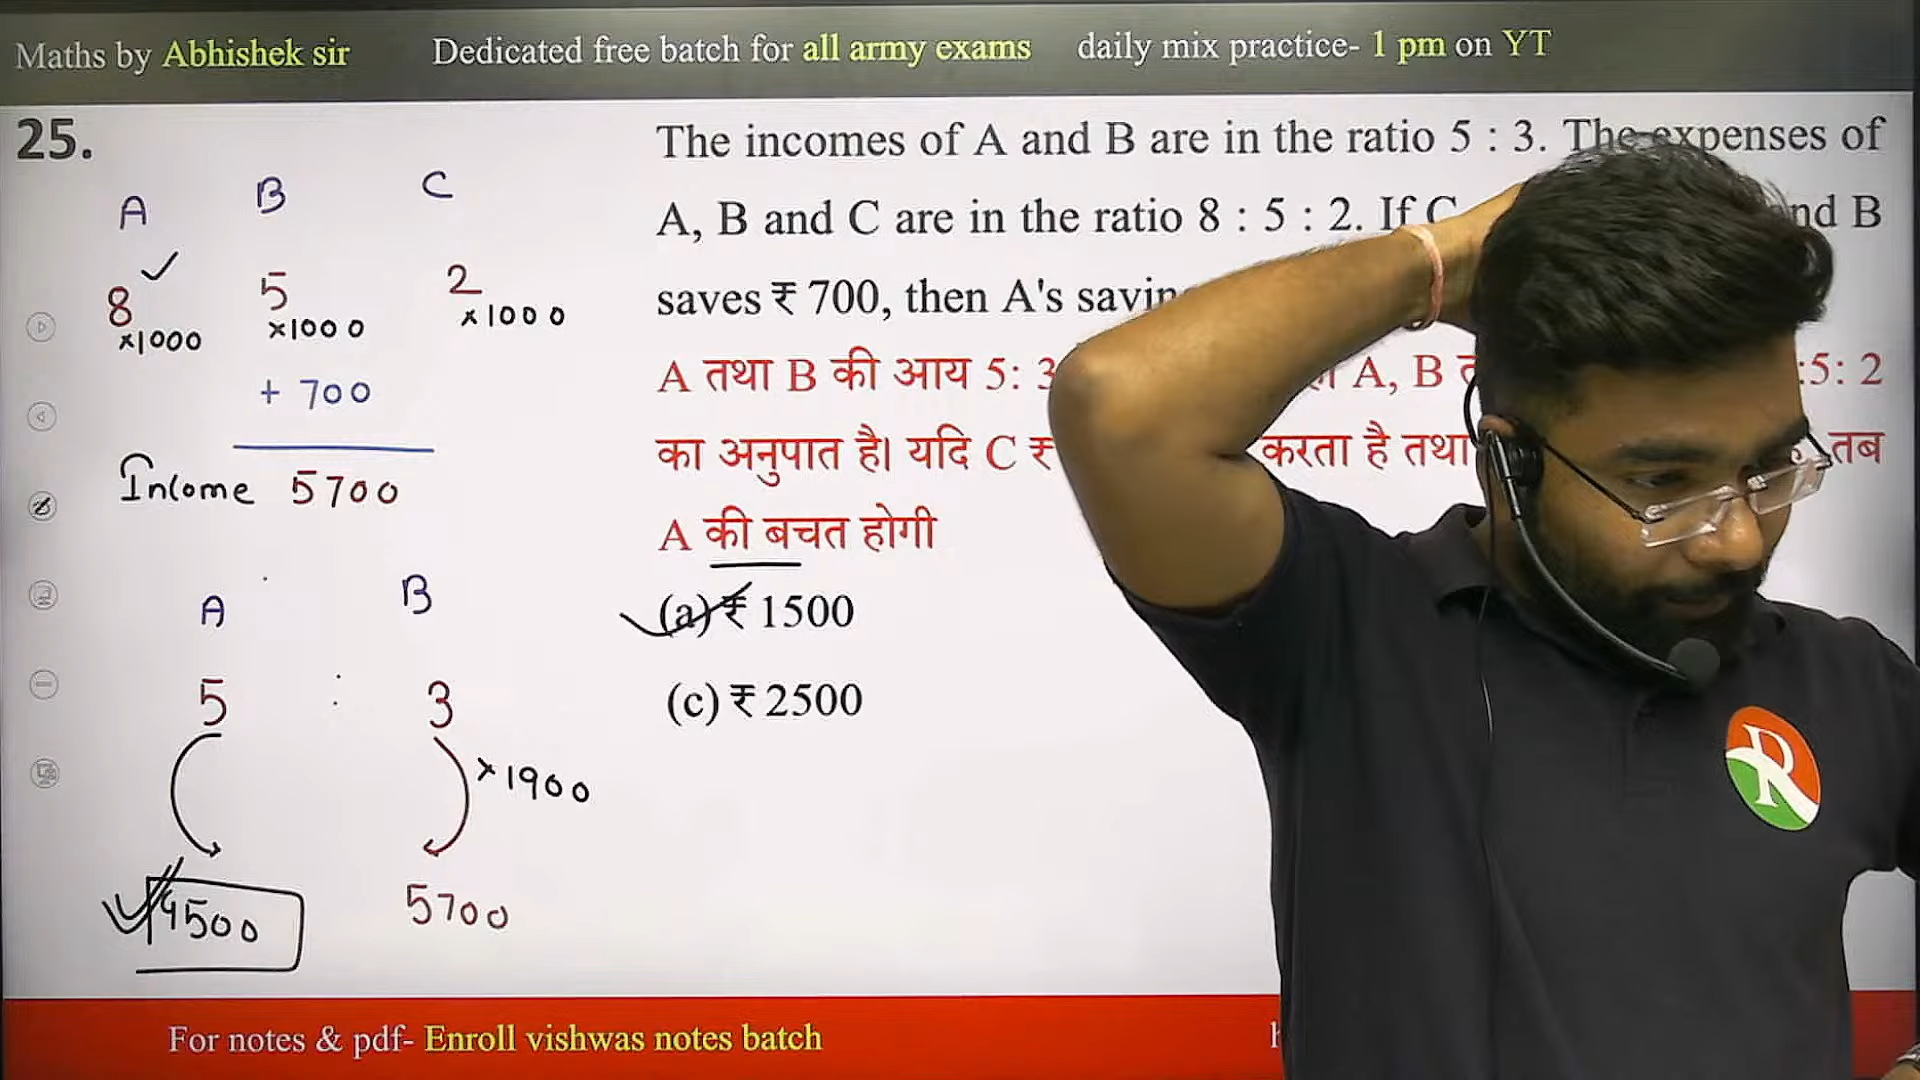 Maths by Abhishek sir Dedicated free batch for all army exams daily mix practice- 1 pm on YT
25.
The incomes of A and B are in the ratio 5 : 3. The expenses of
A, B and C are in the ratio 8 : 5 : 2. If C and B
saves ₹ 700, then A's savin
A तथा B की आय 5: 3 A, B :5: 2
का अनुपात है। यदि C ₹ करता है तथा तब
A की बचत होगी
(a) ₹ 1500
(c) ₹ 2500
A B C
8 5 2
×1000 ×1000 ×1000
+ 700
Income 5700
A B
5 : 3
×1900
9500 5700
For notes & pdf- Enroll vishwas notes batch